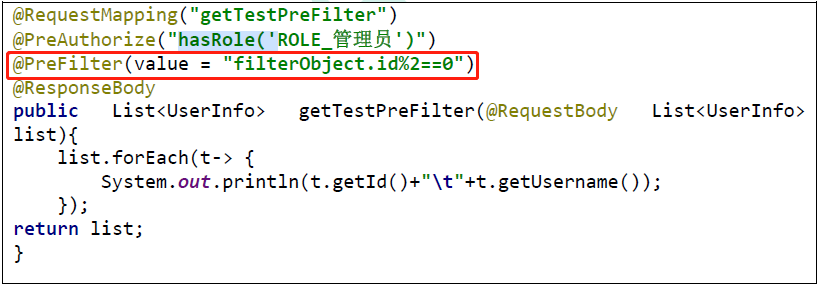 @RequestMapping("getTestPreFilter")
@PreAuthorize("hasRole('ROLE_管理员')")
@PreFilter(value = "filterObject.id%2==0")
@ResponseBody
public List<UserInfo> getTestPreFilter(@RequestBody List<UserInfo>
list){
    list.forEach(t-> {
        System.out.println(t.getId()+"\t"+t.getUsername());
    });
return list;
}